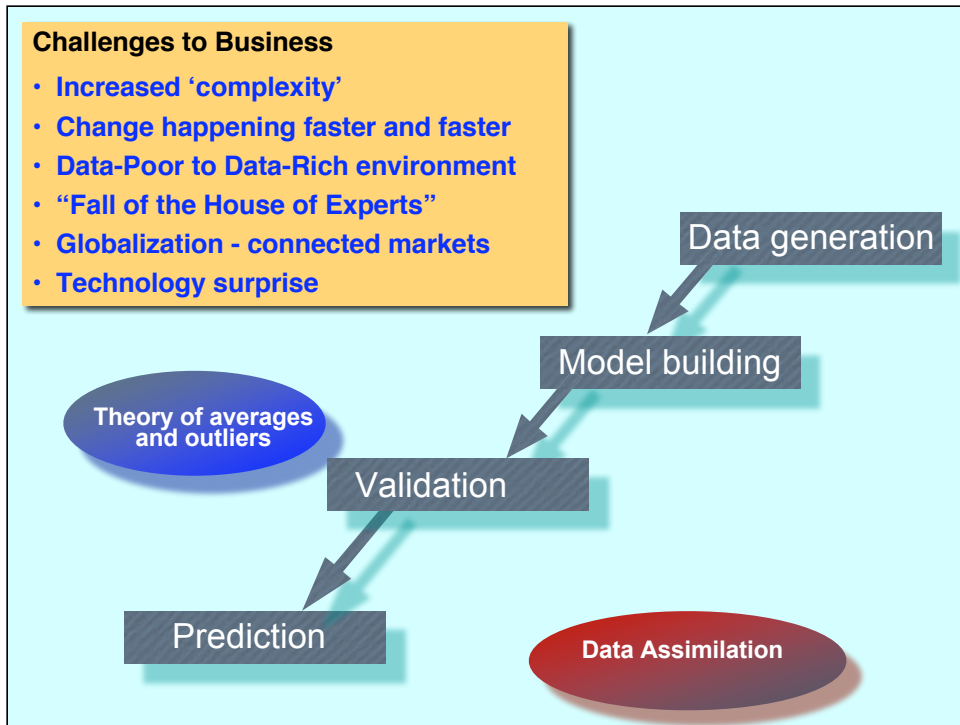 Challenges to Business
• Increased ‘complexity’
• Change happening faster and faster
• Data-Poor to Data-Rich environment
• “Fall of the House of Experts”
• Globalization - connected markets
• Technology surprise
Data generation
Model building
Theory of averages
and outliers
Validation
Prediction
Data Assimilation